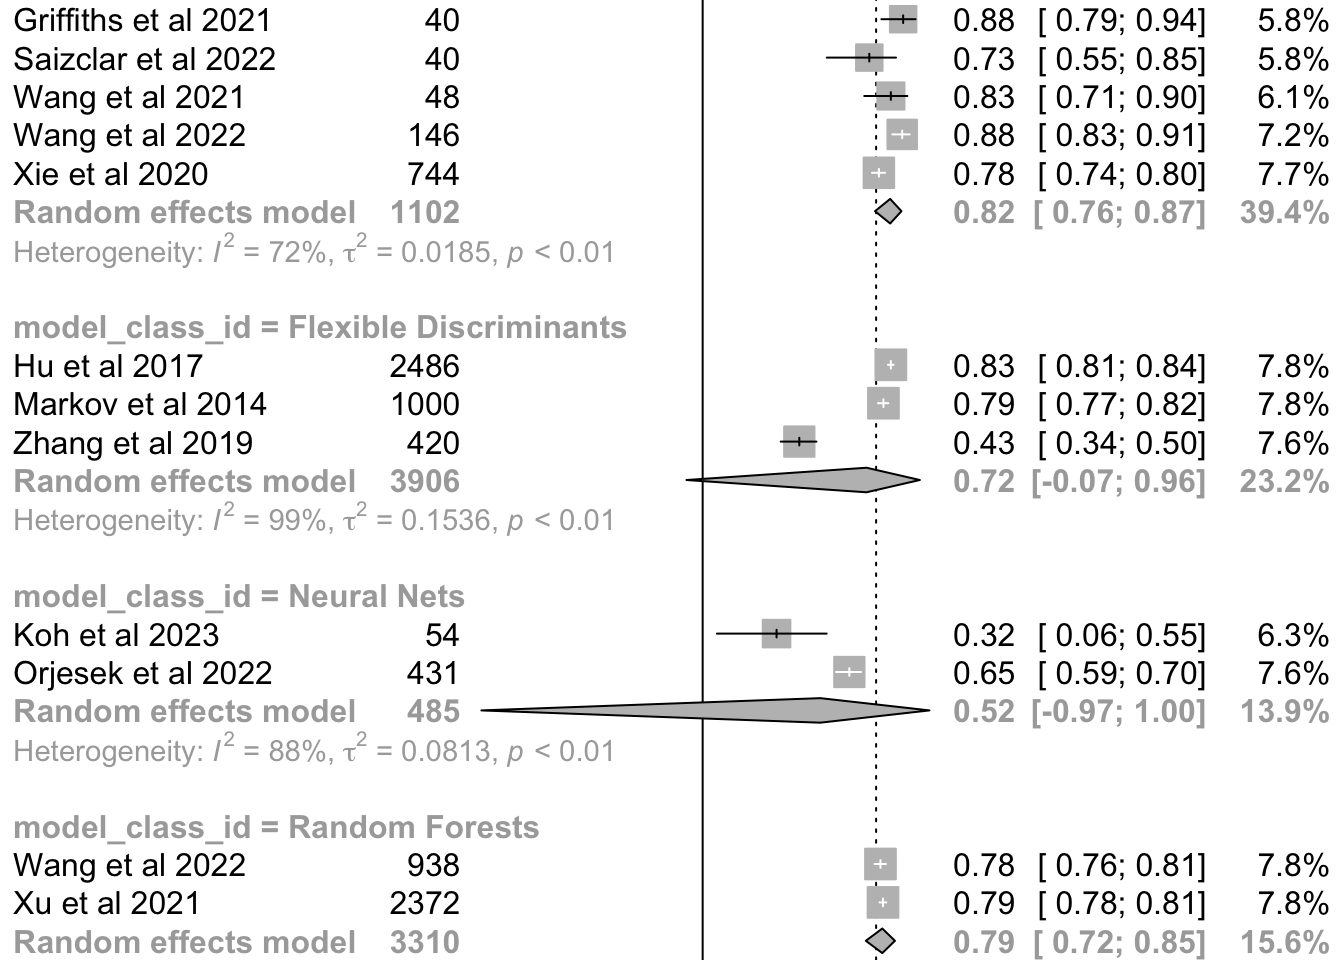 Griffiths et al 2021 40 0.88 [ 0.79; 0.94] 5.8%
Saizclar et al 2022 40 0.73 [ 0.55; 0.85] 5.8%
Wang et al 2021 48 0.83 [ 0.71; 0.90] 6.1%
Wang et al 2022 146 0.88 [ 0.83; 0.91] 7.2%
Xie et al 2020 744 0.78 [ 0.74; 0.80] 7.7%
Random effects model 1102 0.82 [ 0.76; 0.87] 39.4%
Heterogeneity: I² = 72%, τ² = 0.0185, p < 0.01
model_class_id = Flexible Discriminants
Hu et al 2017 2486 0.83 [ 0.81; 0.84] 7.8%
Markov et al 2014 1000 0.79 [ 0.77; 0.82] 7.8%
Zhang et al 2019 420 0.43 [ 0.34; 0.50] 7.6%
Random effects model 3906 0.72 [-0.07; 0.96] 23.2%
Heterogeneity: I² = 99%, τ² = 0.1536, p < 0.01
model_class_id = Neural Nets
Koh et al 2023 54 0.32 [ 0.06; 0.55] 6.3%
Orjesek et al 2022 431 0.65 [ 0.59; 0.70] 7.6%
Random effects model 485 0.52 [-0.97; 1.00] 13.9%
Heterogeneity: I² = 88%, τ² = 0.0813, p < 0.01
model_class_id = Random Forests
Wang et al 2022 938 0.78 [ 0.76; 0.81] 7.8%
Xu et al 2021 2372 0.79 [ 0.78; 0.81] 7.8%
Random effects model 3310 0.79 [ 0.72; 0.85] 15.6%